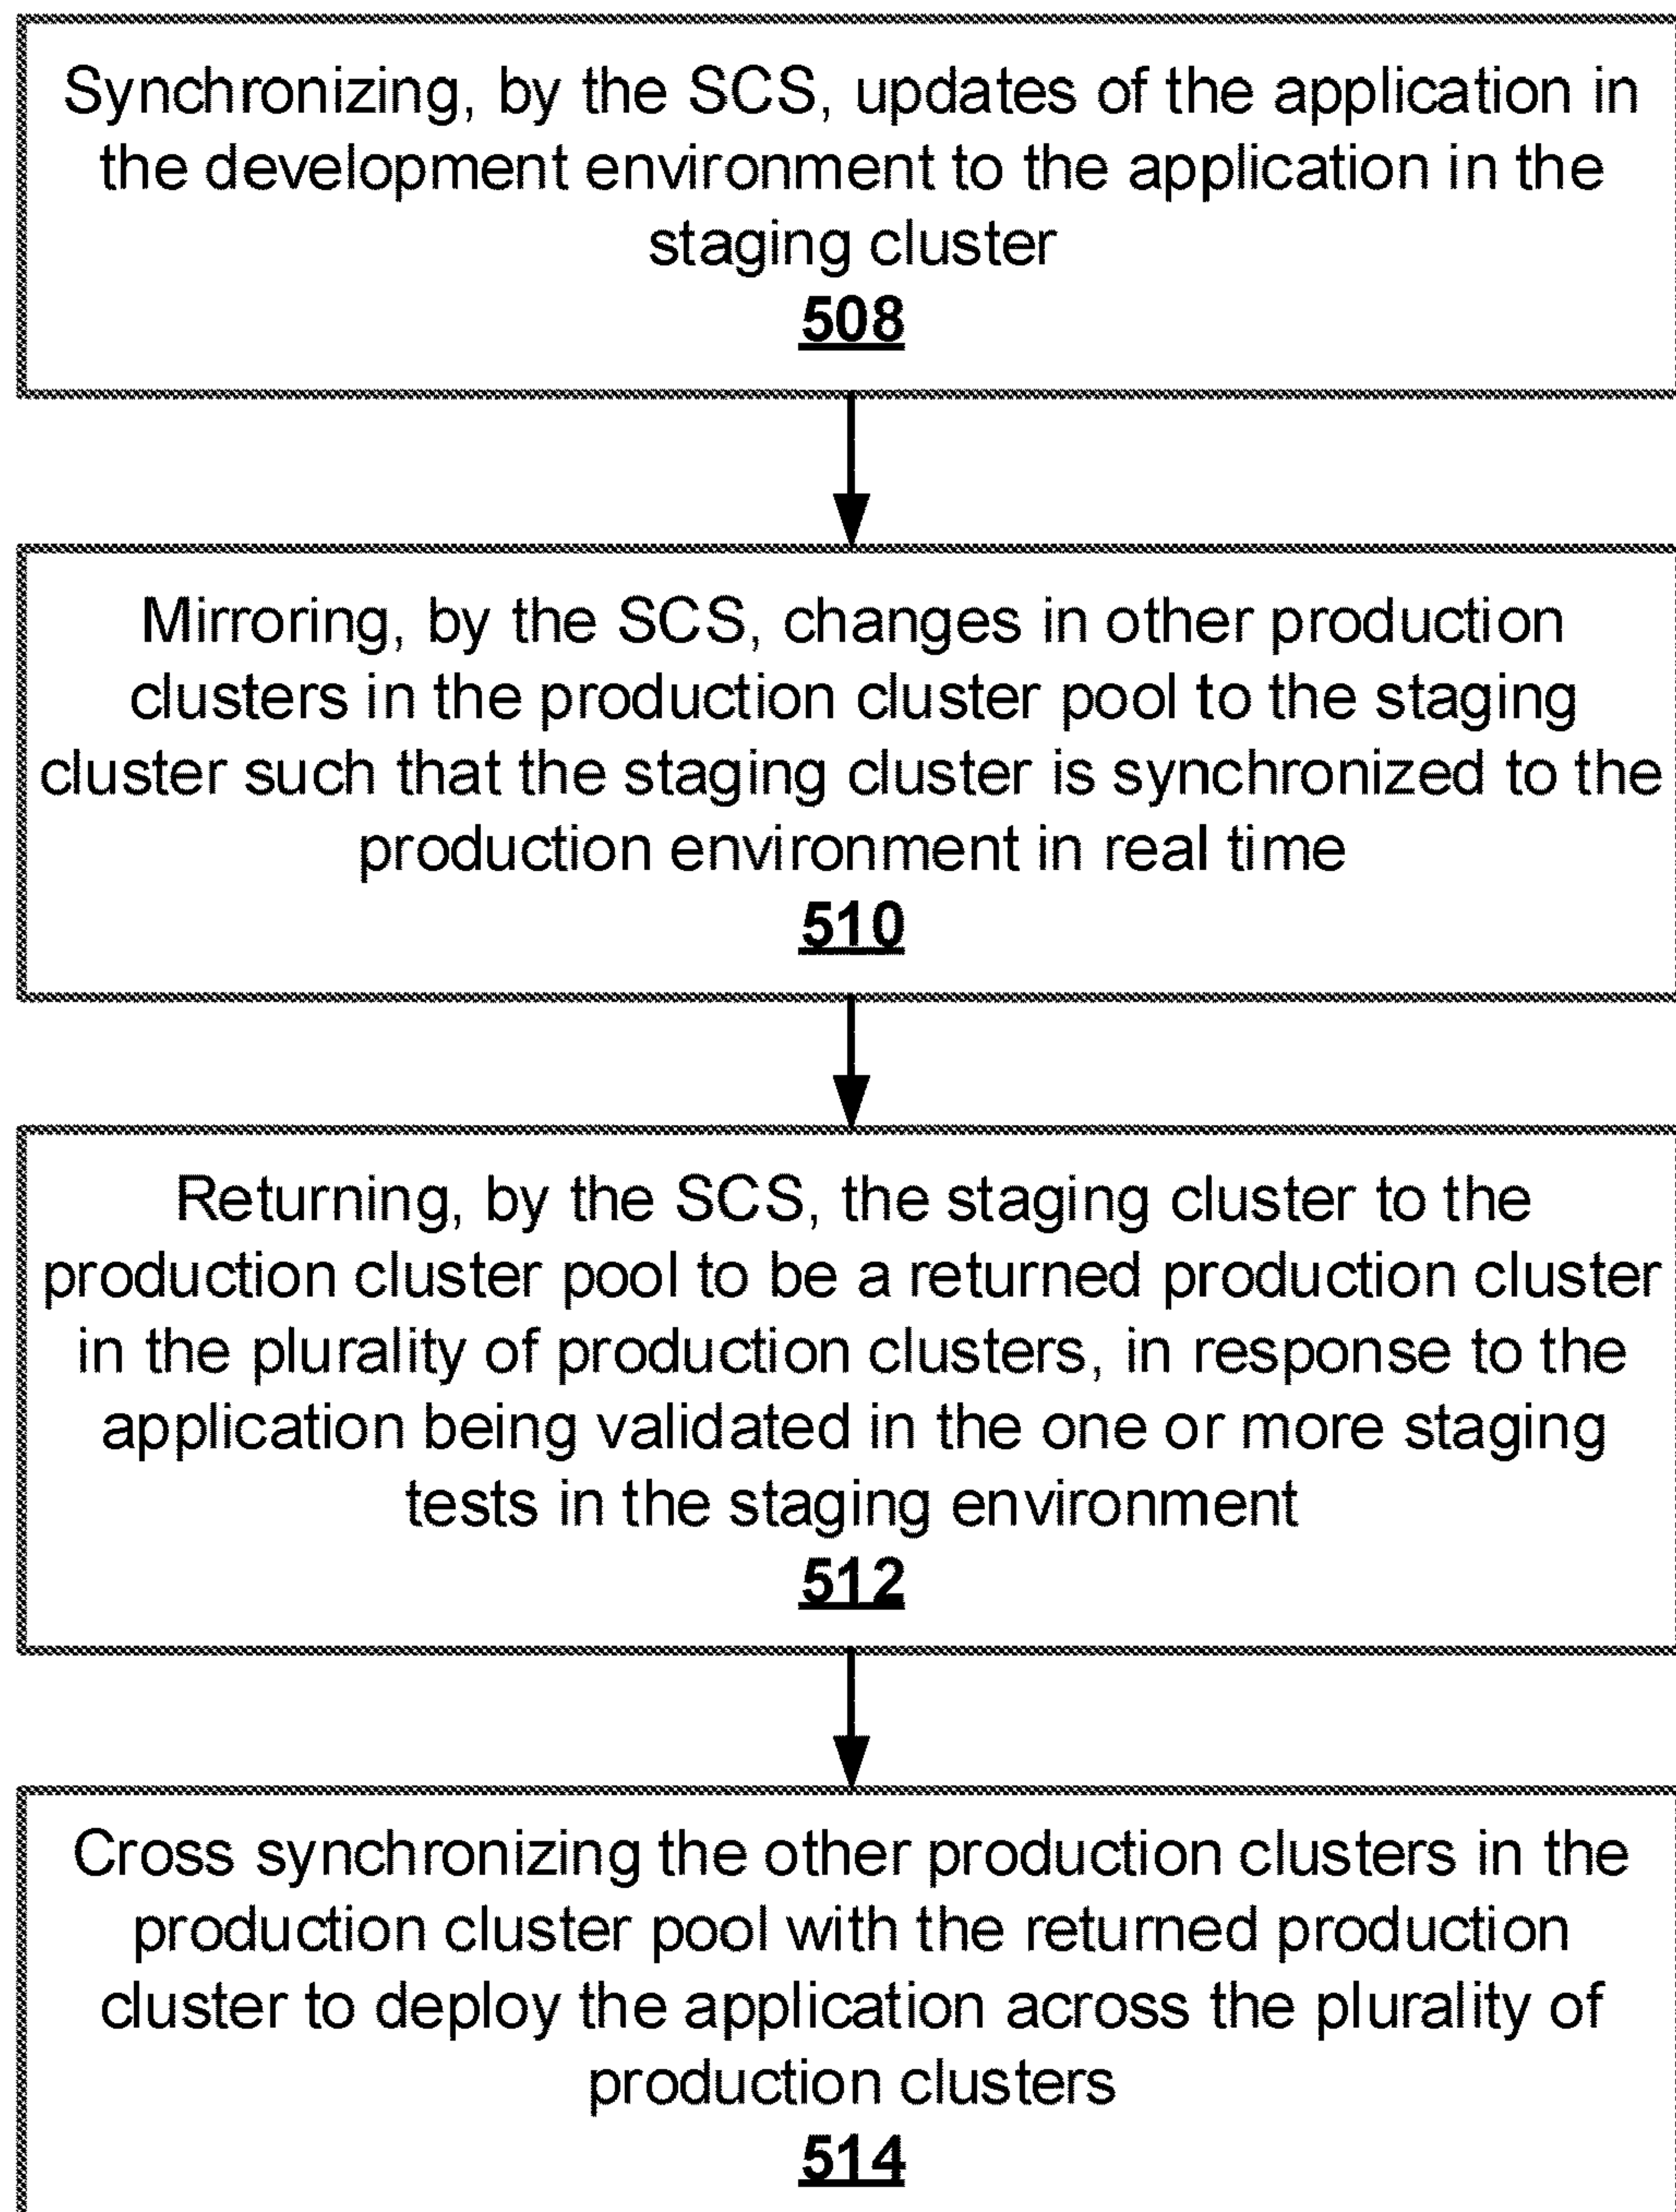 Synchronizing, by the SCS, updates of the application in
the development environment to the application in the
staging cluster
508
Mirroring, by the SCS, changes in other production
clusters in the production cluster pool to the staging
cluster such that the staging cluster is synchronized to the
production environment in real time
510
Returning, by the SCS, the staging cluster to the
production cluster pool to be a returned production cluster
in the plurality of production clusters, in response to the
application being validated in the one or more staging
tests in the staging environment
512
Cross synchronizing the other production clusters in the
production cluster pool with the returned production
cluster to deploy the application across the plurality of
production clusters
514